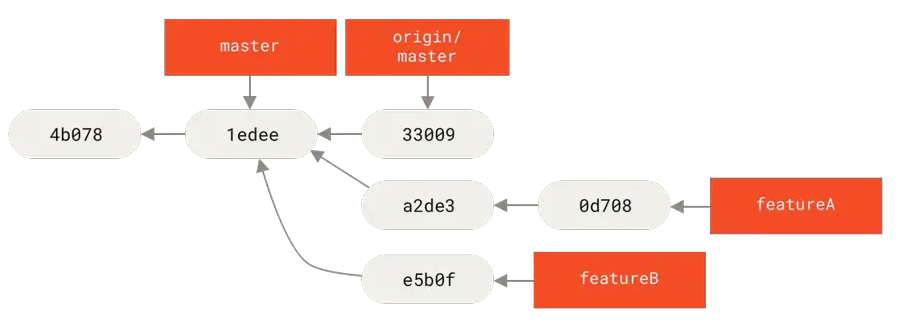 master
origin/
master
4b078
1edee
33009
a2de3
0d708
featureA
e5b0f
featureB